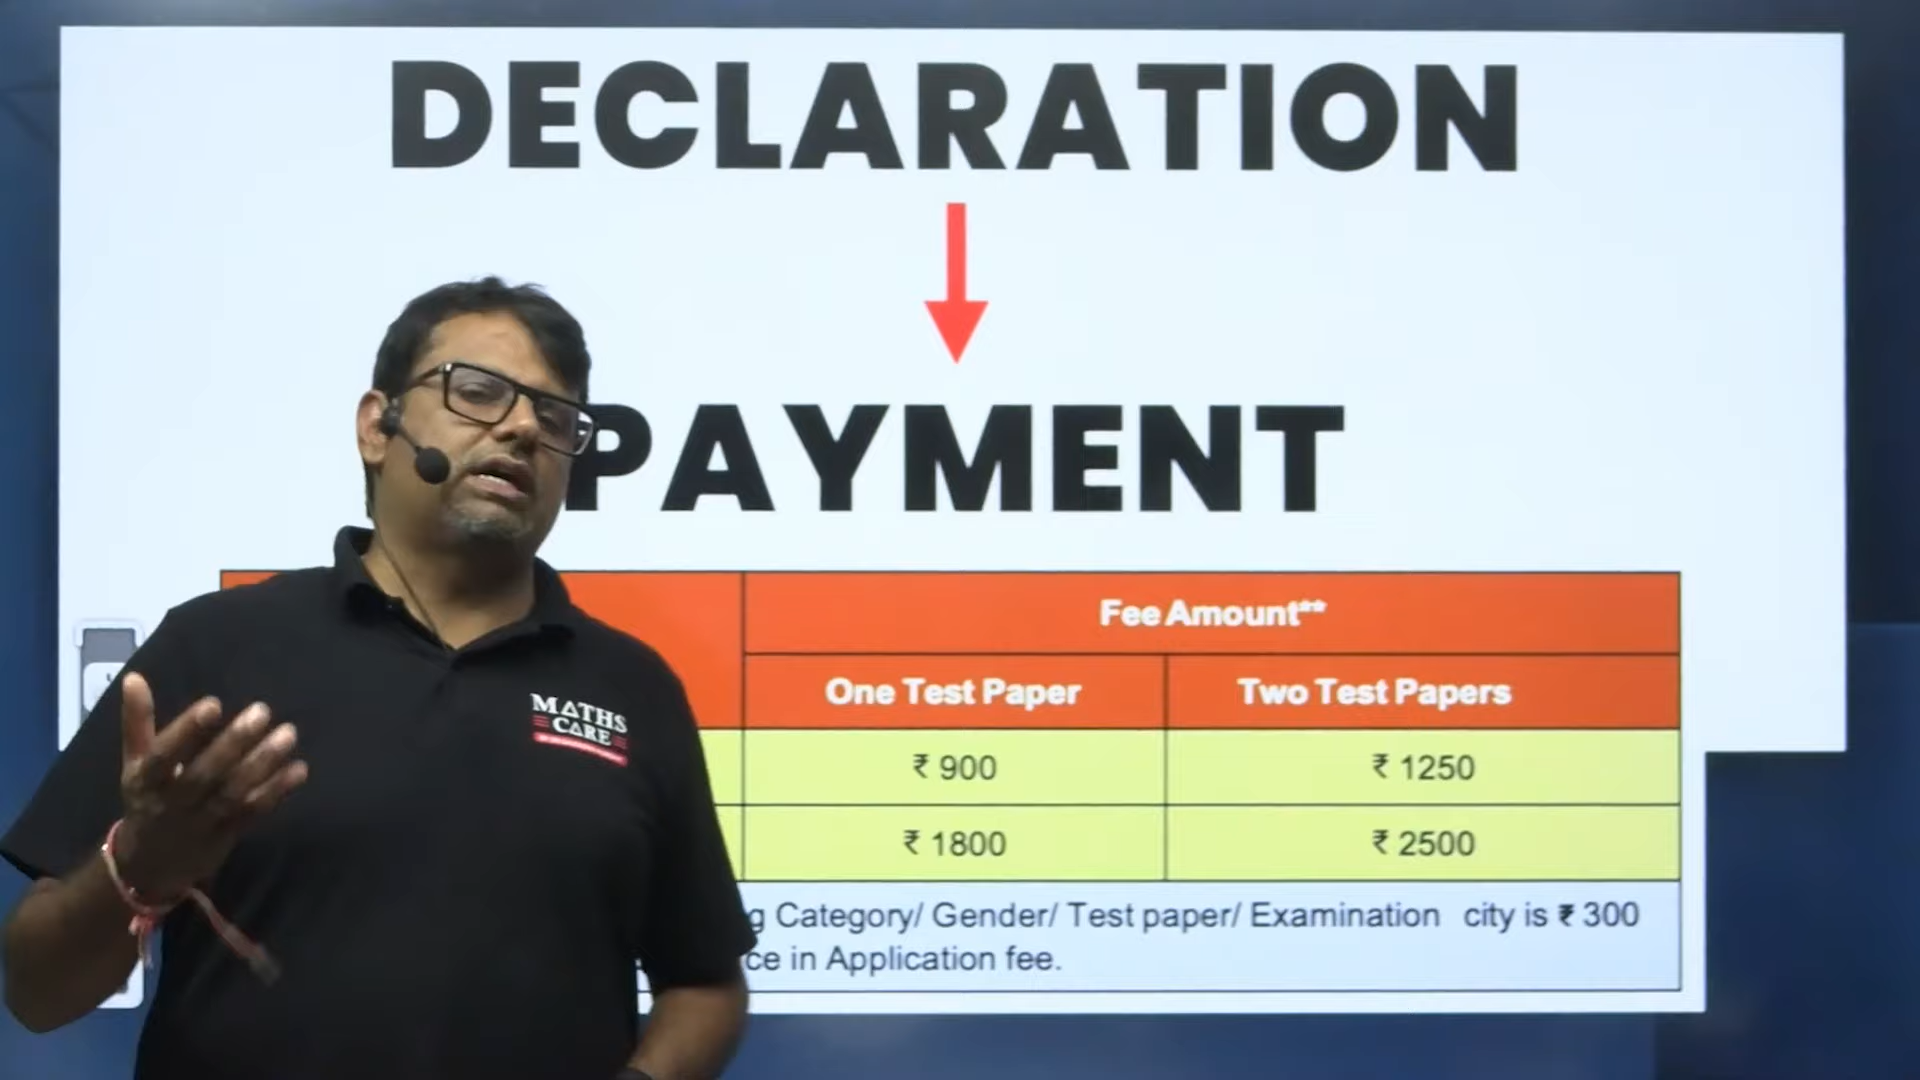 DECLARATION
PAYMENT
Fee Amount**
One Test Paper
Two Test Papers
₹ 900
₹ 1250
₹ 1800
₹ 2500
Category/ Gender/ Test paper/ Examination city is ₹ 300
in Application fee.
MATHS
CARE